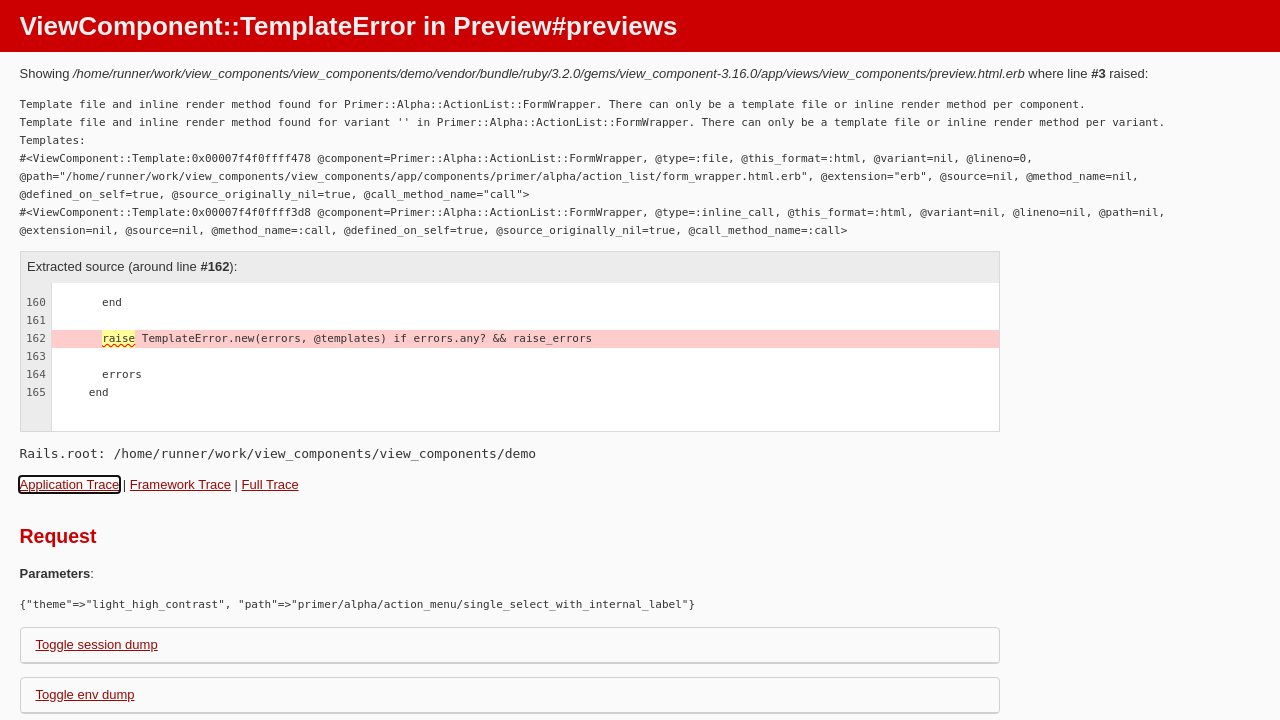 ViewComponent::TemplateError in Preview#previews
Showing /home/runner/work/view_components/view_components/demo/vendor/bundle/ruby/3.2.0/gems/view_component-3.16.0/app/views/view_components/preview.html.erb where line #3 raised:
Template file and inline render method found for Primer::Alpha::ActionList::FormWrapper. There can only be a template file or inline render method per component.
Template file and inline render method found for variant '' in Primer::Alpha::ActionList::FormWrapper. There can only be a template file or inline render method per variant.
Templates:
#<ViewComponent::Template:0x00007f4f0ffff478 @component=Primer::Alpha::ActionList::FormWrapper, @type=:file, @this_format=:html, @variant=nil, @lineno=0,
@path="/home/runner/work/view_components/view_components/app/components/primer/alpha/action_list/form_wrapper.html.erb", @extension="erb", @source=nil, @method_name=nil,
@defined_on_self=true, @source_originally_nil=true, @call_method_name="call">
#<ViewComponent::Template:0x00007f4f0ffff3d8 @component=Primer::Alpha::ActionList::FormWrapper, @type=:inline_call, @this_format=:html, @variant=nil, @lineno=nil, @path=nil,
@extension=nil, @source=nil, @method_name=:call, @defined_on_self=true, @source_originally_nil=true, @call_method_name=:call>
Extracted source (around line #162):
160 end
161
162 raise TemplateError.new(errors, @templates) if errors.any? && raise_errors
163
164 errors
165 end
Rails.root: /home/runner/work/view_components/view_components/demo
Application Trace | Framework Trace | Full Trace
Request
Parameters:
{"theme"=>"light_high_contrast", "path"=>"primer/alpha/action_menu/single_select_with_internal_label"}
Toggle session dump
Toggle env dump